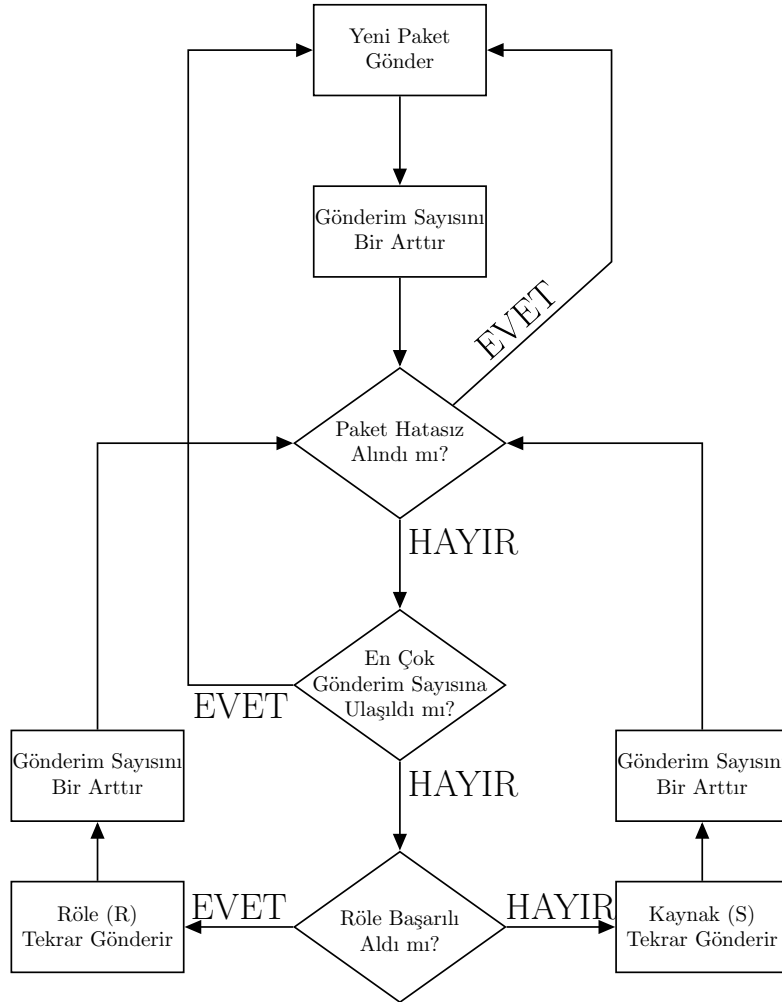 Yeni Paket
Gönder
Gönderim Sayısını
Bir Arttır
EVET
Paket Hatasız
Alındı mı?
HAYIR
En Çok
Gönderim Sayısına
Ulaşıldı mı?
EVET
HAYIR
Gönderim Sayısını
Bir Arttır
Gönderim Sayısını
Bir Arttır
Röle (R)
Tekrar Gönderir
EVET
Röle Başarılı
Aldı mı?
HAYIR
Kaynak (S)
Tekrar Gönderir